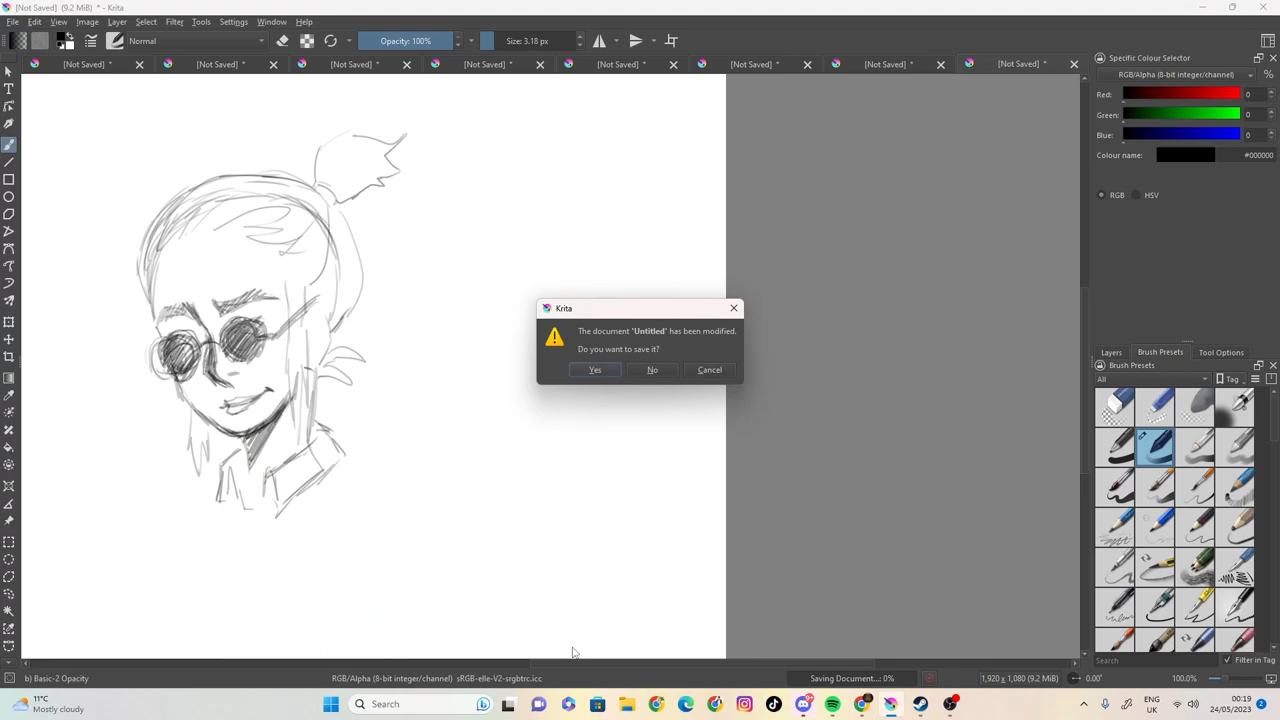 [Not Saved] (9.2 MiB) * - Krita
File Edit View Image Layer Select Filter Tools Settings Window Help
Normal Opacity: 100% Size: 3.18 px
[Not Saved] * [Not Saved] * [Not Saved] * [Not Saved] * [Not Saved] * [Not Saved] * [Not Saved] * [Not Saved] *
Specific Colour Selector
RGB/Alpha (8-bit integer/channel) %
Red: 0
Green: 0
Blue: 0
Colour name: #000000
RGB HSV
Krita
The document 'Untitled' has been modified.
Do you want to save it?
Yes No Cancel
Layers Brush Presets Tool Options
Brush Presets
All Tag
Search Filter in Tag
b) Basic-2 Opacity RGB/Alpha (8-bit integer/channel) sRGB-elle-V2-srgbtrc.icc Saving Document...: 0% 1,920 x 1,080 (9.2 MiB) 0.00° 100.0%
11°C
Mostly cloudy
Search
9+
ENG
UK
00:19
24/05/2023
2